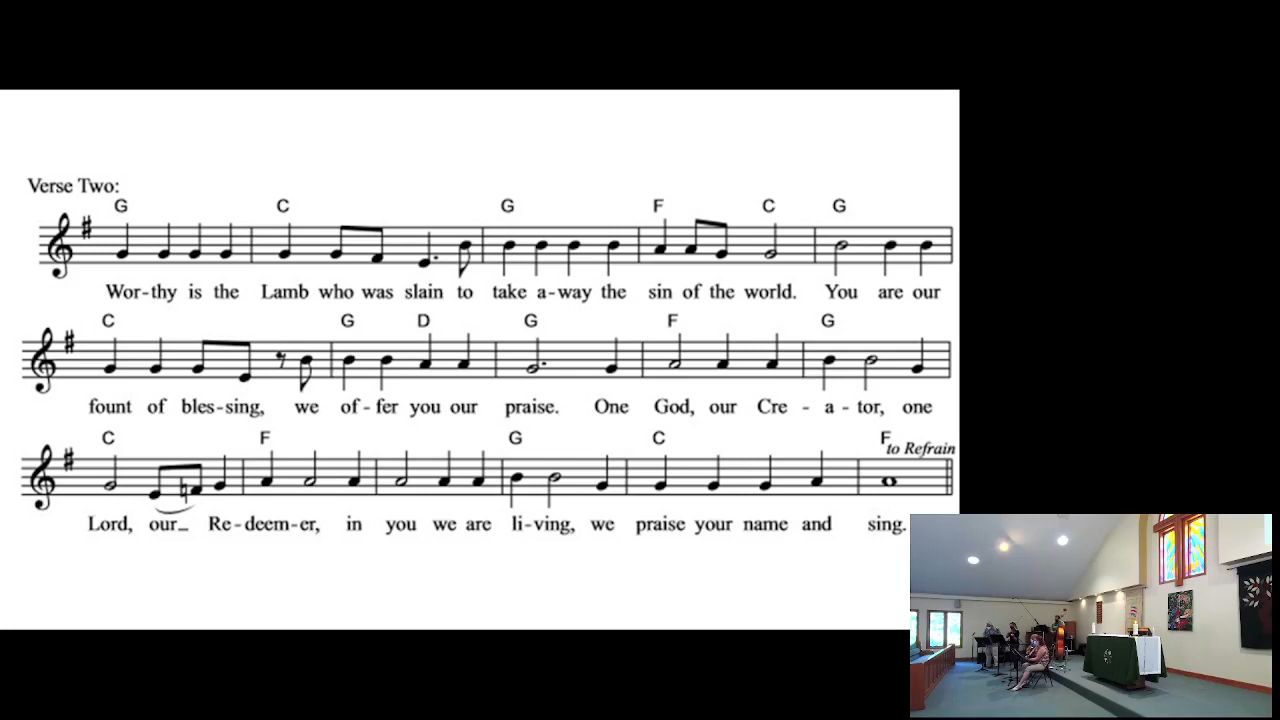 Verse Two:
G C G F C G
Wor-thy is the Lamb who was slain to take a-way the sin of the world. You are our
C G D G F G
fount of bles-sing, we of-fer you our praise. One God, our Cre - a - tor, one
C F G C F
to Refrain
Lord, our_ Re-deem-er, in you we are li-ving, we praise your name and sing.